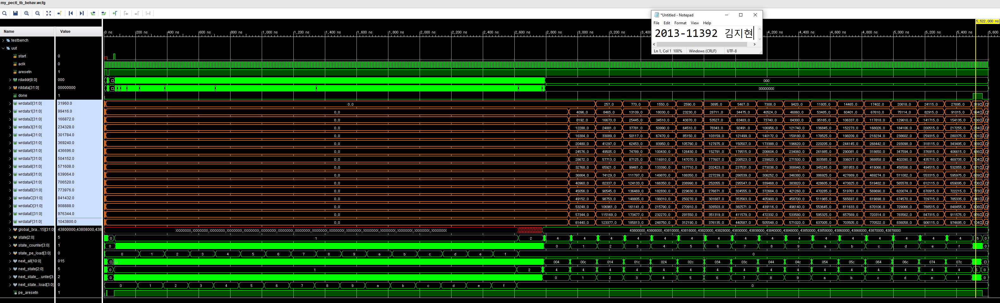 my_pectl_tb_behav.wcfg
*Untitled - Notepad
File Edit Format View Help
2013-11392 김지현
Ln 1, Col 1 100% Windows (CRLF) UTF-8
5,522,000 ns
Name Value
0 ns 200 ns 400 ns 600 ns 800 ns 1,000 ns 1,200 ns 1,400 ns 1,600 ns 1,800 ns 2,000 ns 2,200 ns 2,400 ns 2,600 ns 2,800 ns 3,000 ns 3,200 ns 3,400 4,200 ns 4,400 ns 4,600 ns 4,800 ns 5,000 ns 5,200 ns 5,400 ns 5,600
testbench
uut
start 0
aclk 0
aresetn 1
rdaddr[8:0] 000 000
rddata[31:0] 00000000 00000000
done 1
wrdata0[31:0] 31960.0 0.0 257.0 773.0 1550.0 2590.0 3895.0 5467.0 7308.0 9420.0 11805.0 14465.0 17402.0 20618.0 24115.0 27895.0
wrdata1[31:0] 99416.0 0.0 4096.0 8465.0 13109.0 18030.0 23230.0 28711.0 34475.0 40524.0 46860.0 53485.0 60401.0 67610.0 75114.0 82915.0 91015.0
wrdata2[31:0] 166872.0 0.0 8192.0 16673.0 25445.0 34510.0 43870.0 53527.0 63483.0 73740.0 84300.0 95165.0 106337.0 117818.0 129610.0 141715.0 154135.0
wrdata3[31:0] 234328.0 0.0 12288.0 24881.0 37781.0 50990.0 64510.0 78343.0 92491.0 106956.0 121740.0 136845.0 152273.0 168026.0 184106.0 200515.0 217255.0
wrdata4[31:0] 301784.0 0.0 16384.0 33089.0 50117.0 67470.0 85150.0 103159.0 121499.0 140172.0 159180.0 178525.0 198209.0 218234.0 238602.0 259315.0 280375.0
wrdata5[31:0] 369240.0 0.0 20480.0 41297.0 62453.0 83950.0 105790.0 127975.0 150507.0 173388.0 196620.0 220205.0 244145.0 268442.0 293098.0 318115.0 343495.0
wrdata6[31:0] 436696.0 0.0 24576.0 49505.0 74789.0 100430.0 126430.0 152791.0 179515.0 206604.0 234060.0 261885.0 290081.0 318650.0 347594.0 376915.0 406615.0
wrdata7[31:0] 504152.0 0.0 28672.0 57713.0 87125.0 116910.0 147070.0 177607.0 208523.0 239820.0 271500.0 303565.0 336017.0 368858.0 402090.0 435715.0 469735.0
wrdata8[31:0] 571608.0 0.0 32768.0 65921.0 99461.0 133390.0 167710.0 202423.0 237531.0 273036.0 308940.0 345245.0 381953.0 419066.0 456586.0 494515.0 532855.0
wrdata9[31:0] 639064.0 0.0 36864.0 74129.0 111797.0 149870.0 188350.0 227239.0 266539.0 306252.0 346380.0 386925.0 427889.0 469274.0 511082.0 553315.0 595975.0
wrdataA[31:0] 706520.0 0.0 40960.0 82337.0 124133.0 166350.0 208990.0 252055.0 295547.0 339468.0 383820.0 428605.0 473825.0 519482.0 565578.0 612115.0 659095.0
wrdataB[31:0] 773976.0 0.0 45056.0 90545.0 136469.0 182830.0 229630.0 276871.0 324555.0 372684.0 421260.0 470285.0 519761.0 569690.0 620074.0 670915.0 722215.0
wrdataC[31:0] 841432.0 0.0 49152.0 98753.0 148805.0 199310.0 250270.0 301687.0 353563.0 405900.0 458700.0 511965.0 565697.0 619898.0 674570.0 729715.0 785335.0
wrdataD[31:0] 908888.0 0.0 53248.0 106961.0 161141.0 215790.0 270910.0 326503.0 382571.0 439116.0 496140.0 553645.0 611633.0 670106.0 729066.0 788515.0 848455.0
wrdataE[31:0] 976344.0 0.0 57344.0 115169.0 173477.0 232270.0 291550.0 351319.0 411579.0 472332.0 533580.0 595325.0 657569.0 720314.0 783562.0 847315.0 911575.0
wrdataF[31:0] 1043800.0 0.0 61440.0 123377.0 185813.0 248750.0 312190.0 376135.0 440587.0 505548.0 571020.0 637005.0 703505.0 770522.0 838058.0 906115.0 974695.0
global_bra...15][31:0] 43800000,43808000,438 XXXXXXXX,XXXXXXXX,XXXXXXXX,XXXXXXXX,XXXXXXXX,XXXXXXXX,XXXXXXXX,XXXXXXXX,XXXXXXXX,XXXXXXXX,XXXXXXXX,XXXXXXXX,XXXXXXXX,XXXXXXXX,XXXXXXXX,XXXXXXXX 43800000,43808000,43810000,43818000,43820000,43828000,43830000,43838000,43840000,43848000,43850000,43858000,43860000,43868000,43870000,43878000
state[2:0] 5 0 1 2 4 4 4 4 4 4 4 4 4 4 4 4 4 4 4 4 5 0
state_counter[3:0] 1 0 0 1 2 3 4 5 6 7 8 9 a b c d e f 0
state_pe_load[3:0] 0 0 1 2 3 4 5 6 7 8 9 a b c d e f 0
next_all[10:0] 015 004 00c 014 01c 024 02c 034 03c 044 04c 054 05c 064 06c 074 07c
next_state[2:0] 5 0 1 2 4 4 4 4 4 4 4 4 4 4 4 4 4 4 4 4 5 0
next_state_...unter[3: 2 0 0 1 2 3 4 5 6 7 8 9 a b c d e f 0
next_state...load[3:0] 0 0 1 2 3 4 5 6 7 8 9 a b c d e f 0
pe_aresetn 1